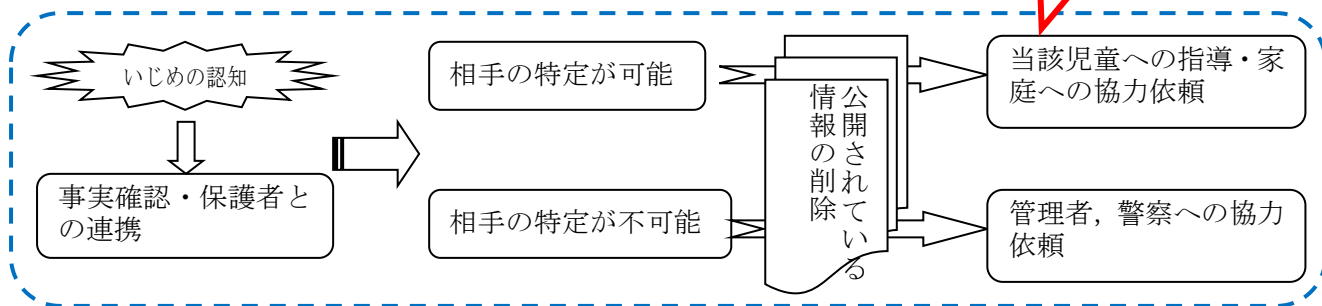 いじめの認知
事実確認・保護者と
の連携
相手の特定が可能
相手の特定が不可能
公開されている
情報の削除
当該児童への指導・家
庭への協力依頼
管理者，警察への協力
依頼